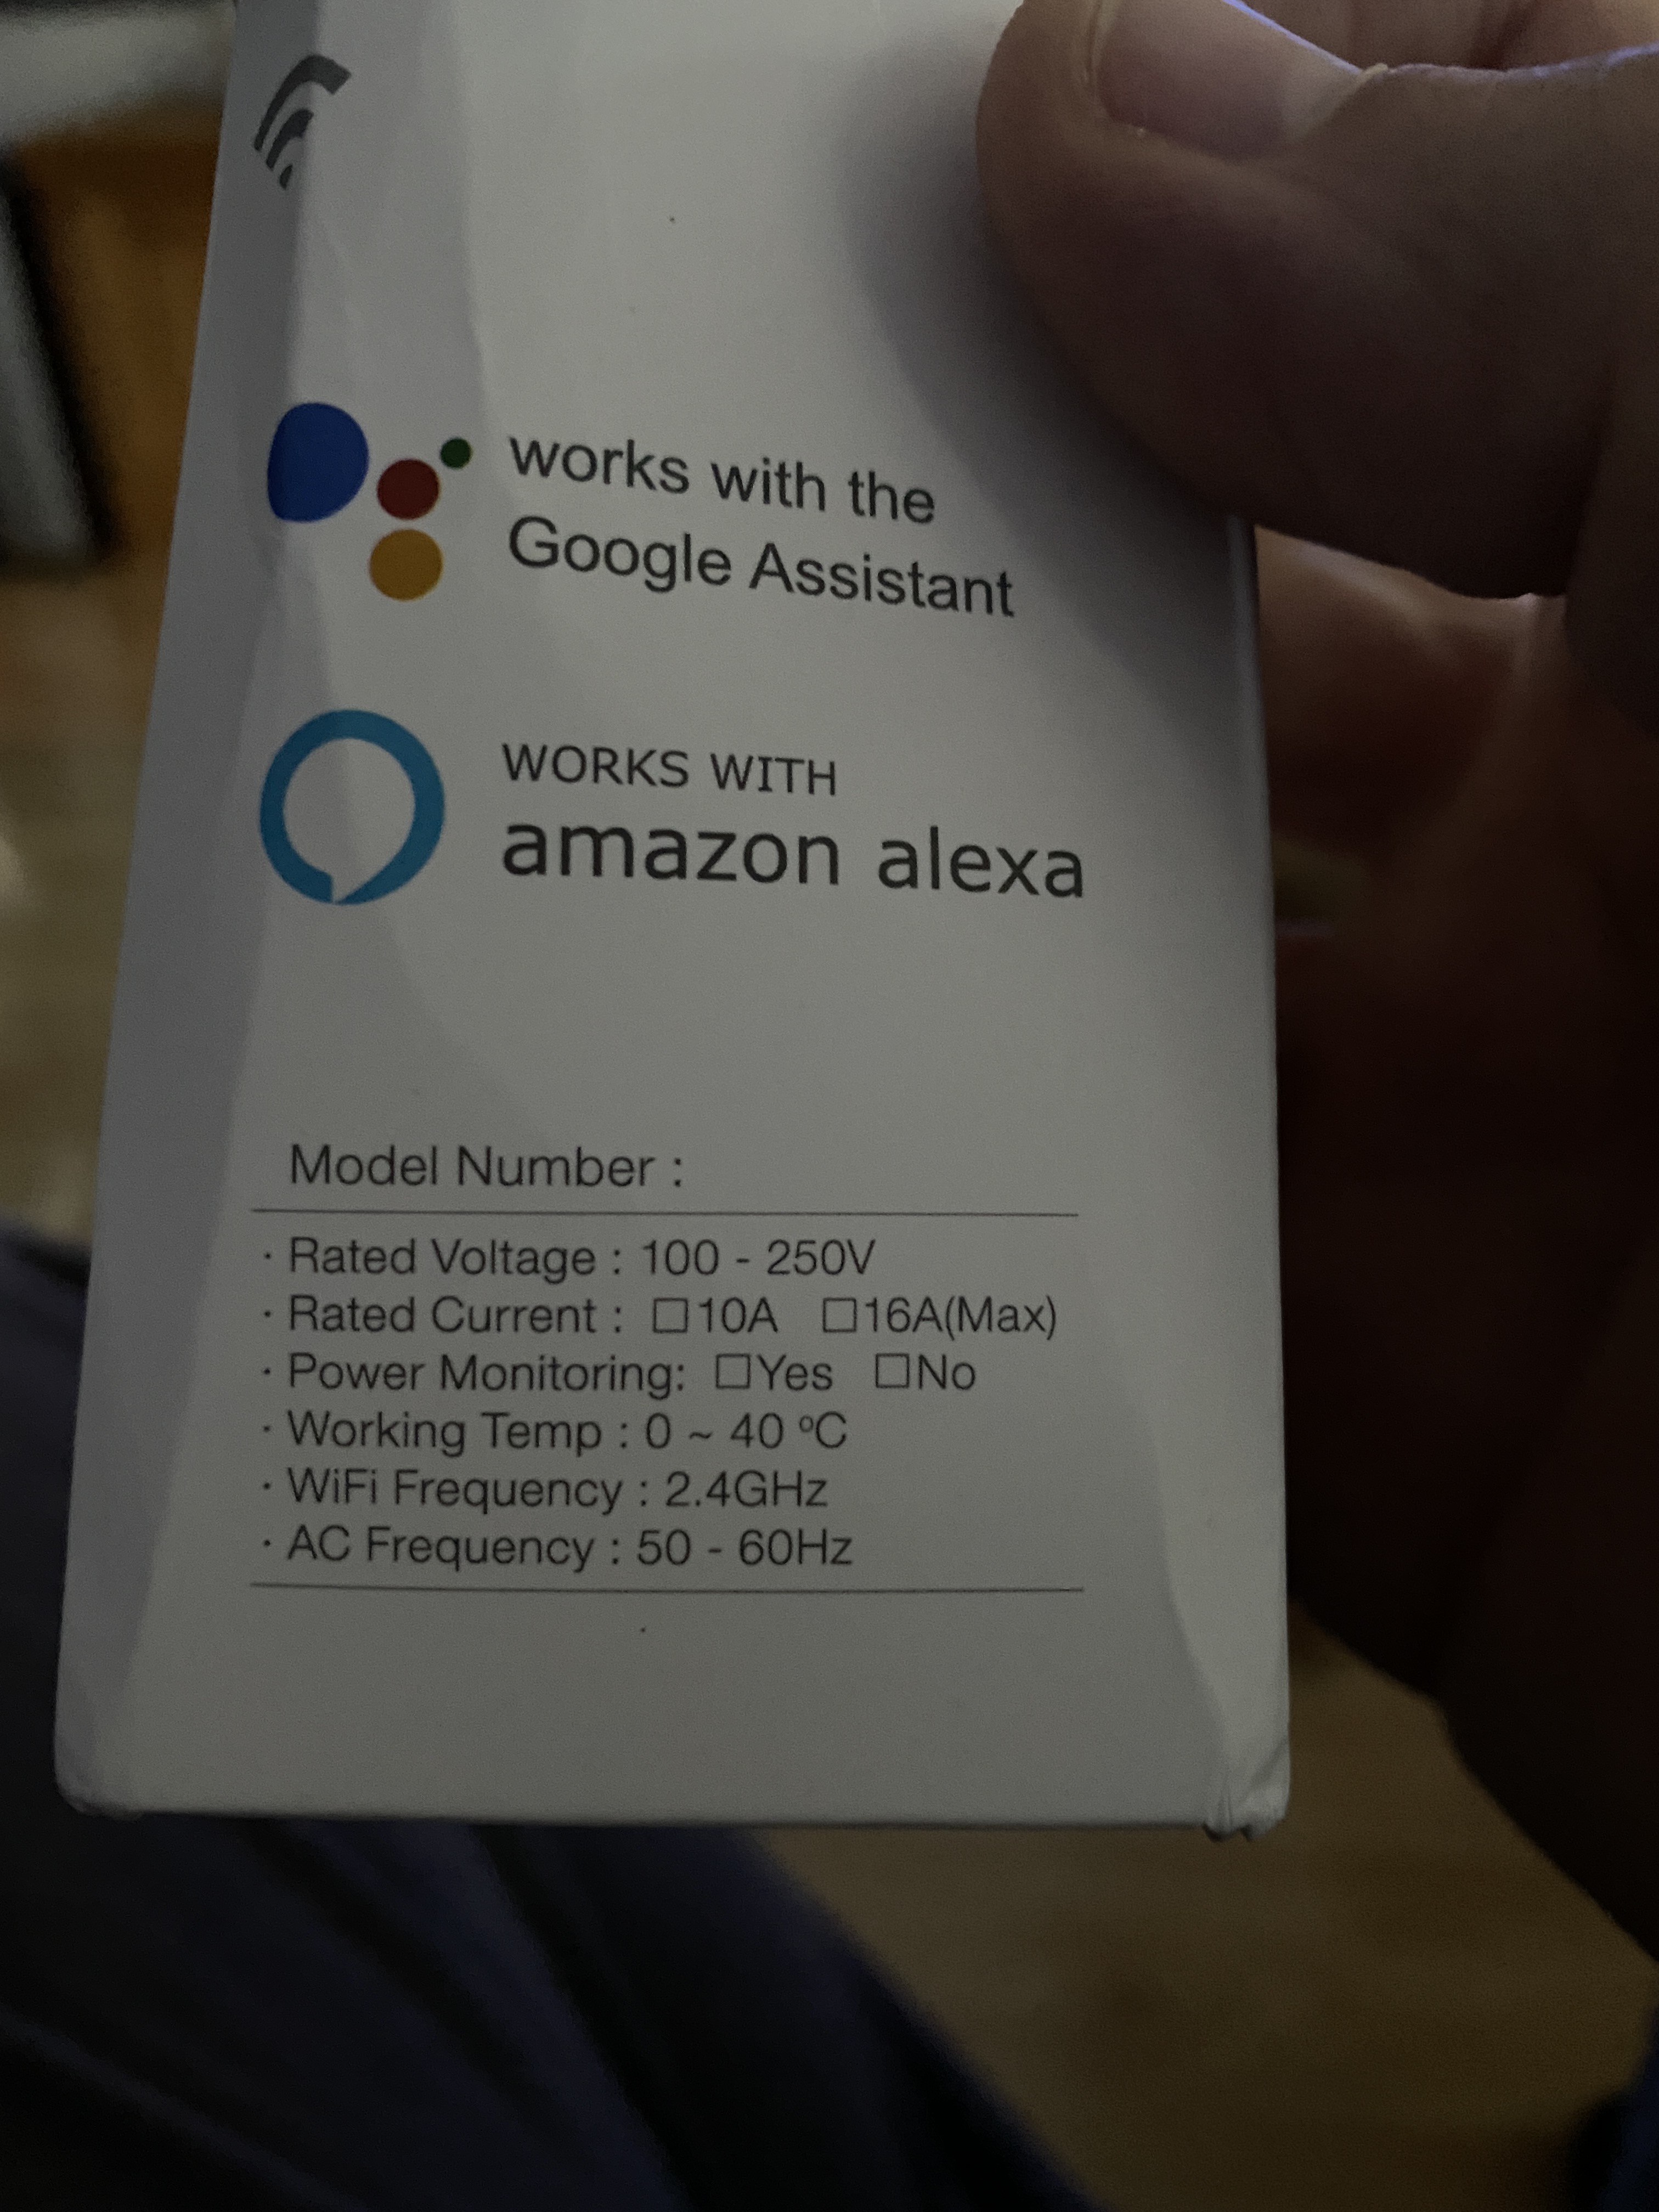 works with the
Google Assistant
WORKS WITH
amazon alexa
Model Number :
· Rated Voltage : 100 - 250V
· Rated Current : ☐10A ☐16A(Max)
· Power Monitoring: ☐Yes ☐No
· Working Temp : 0 ~ 40 ºC
· WiFi Frequency : 2.4GHz
· AC Frequency : 50 - 60Hz